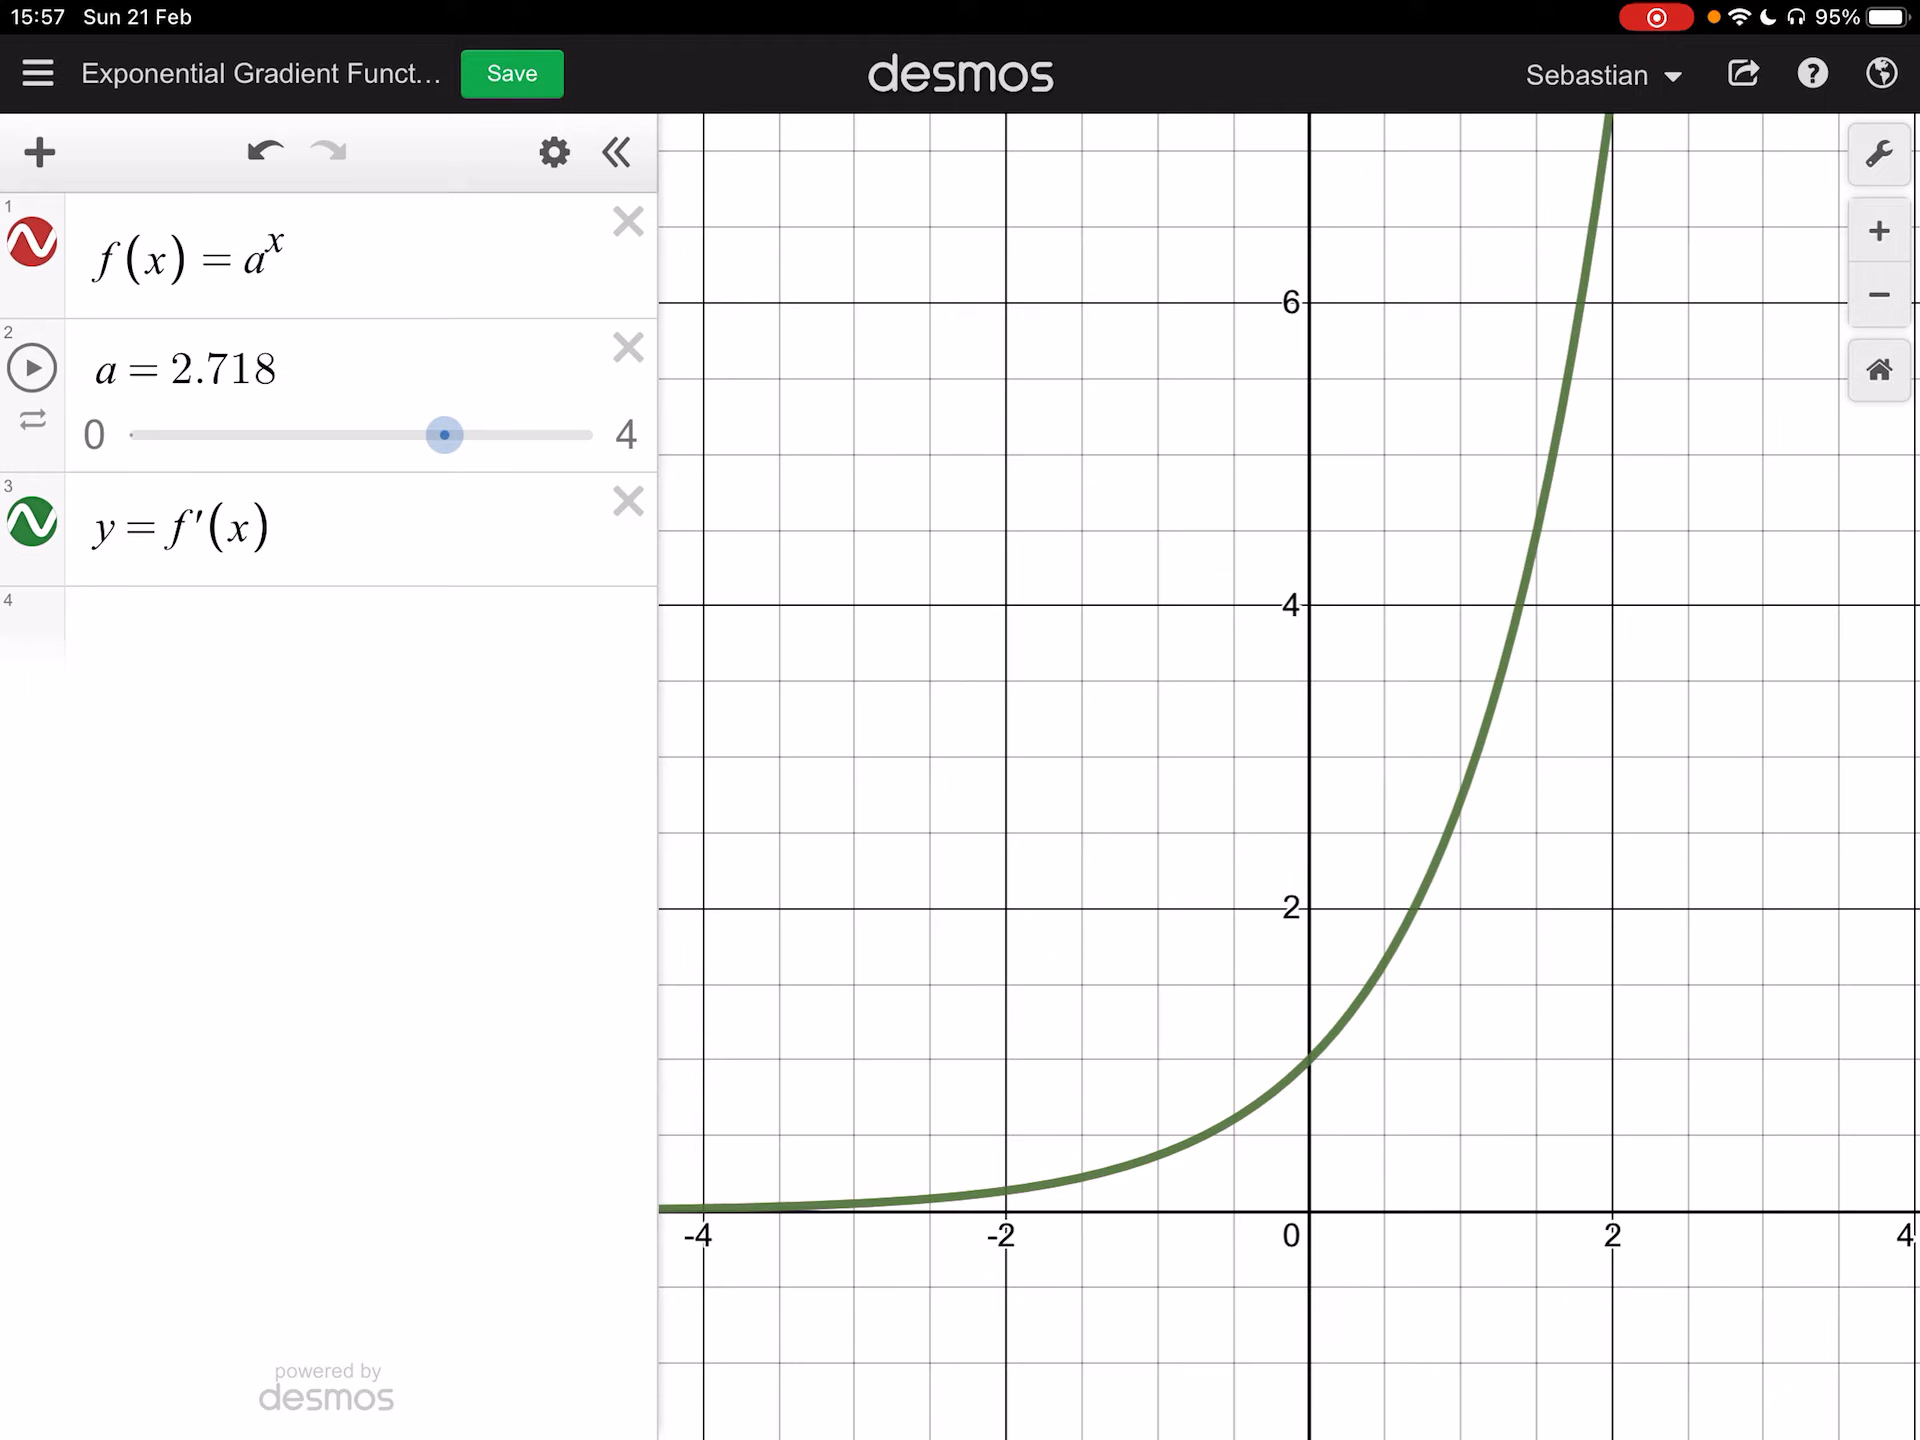 15:57 Sun 21 Feb 95%
Exponential Gradient Funct... Save desmos Sebastian
1
f(x) = a^x
2
a = 2.718
0 4
3
y = f′(x)
4
6
4
2
-4 -2 0 2 4
powered by
desmos